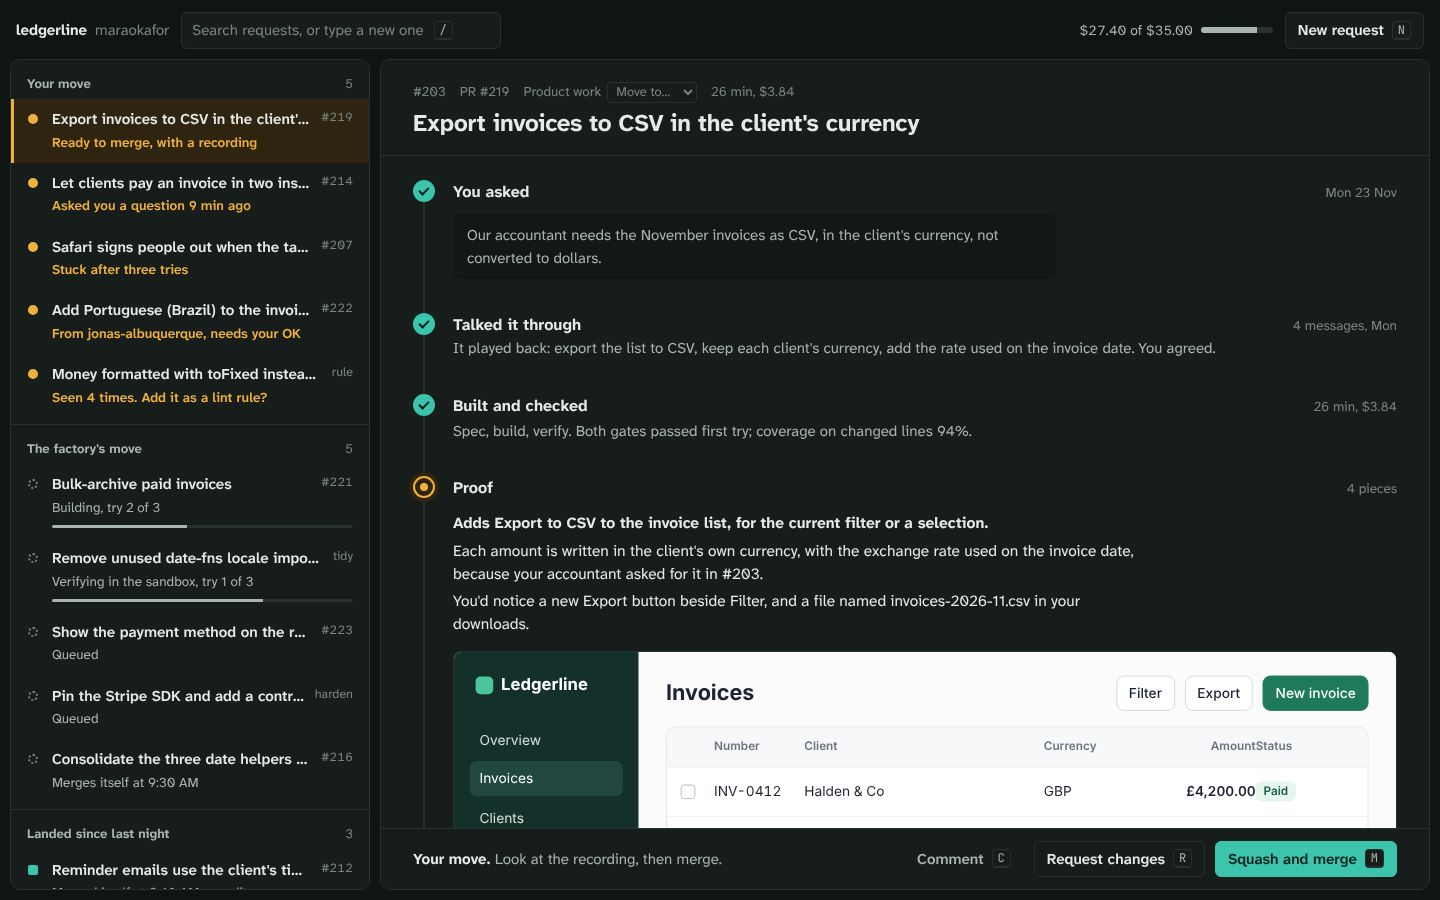 ledgerline maraokafor
Search requests, or type a new one /
$27.40 of $35.00
New request N
Your move 5
Export invoices to CSV in the client'... #219
Ready to merge, with a recording
Let clients pay an invoice in two ins... #214
Asked you a question 9 min ago
Safari signs people out when the ta... #207
Stuck after three tries
Add Portuguese (Brazil) to the invoi... #222
From jonas-albuquerque, needs your OK
Money formatted with toFixed instea... rule
Seen 4 times. Add it as a lint rule?
The factory's move 5
Bulk-archive paid invoices #221
Building, try 2 of 3
Remove unused date-fns locale impo... tidy
Verifying in the sandbox, try 1 of 3
Show the payment method on the r... #223
Queued
Pin the Stripe SDK and add a contr... harden
Queued
Consolidate the three date helpers ... #216
Merges itself at 9:30 AM
Landed since last night 3
Reminder emails use the client's ti... #212
#203 PR #219 Product work Move to... 26 min, $3.84
Export invoices to CSV in the client's currency
You asked Mon 23 Nov
Our accountant needs the November invoices as CSV, in the client's currency, not
converted to dollars.
Talked it through 4 messages, Mon
It played back: export the list to CSV, keep each client's currency, add the rate used on the invoice date. You agreed.
Built and checked 26 min, $3.84
Spec, build, verify. Both gates passed first try; coverage on changed lines 94%.
Proof 4 pieces
Adds Export to CSV to the invoice list, for the current filter or a selection.
Each amount is written in the client's own currency, with the exchange rate used on the invoice date,
because your accountant asked for it in #203.
You'd notice a new Export button beside Filter, and a file named invoices-2026-11.csv in your
downloads.
Ledgerline
Overview
Invoices
Clients
Invoices
Filter Export New invoice
Number Client Currency AmountStatus
INV-0412 Halden & Co GBP £4,200.00 Paid
Your move. Look at the recording, then merge.
Comment C
Request changes R
Squash and merge M